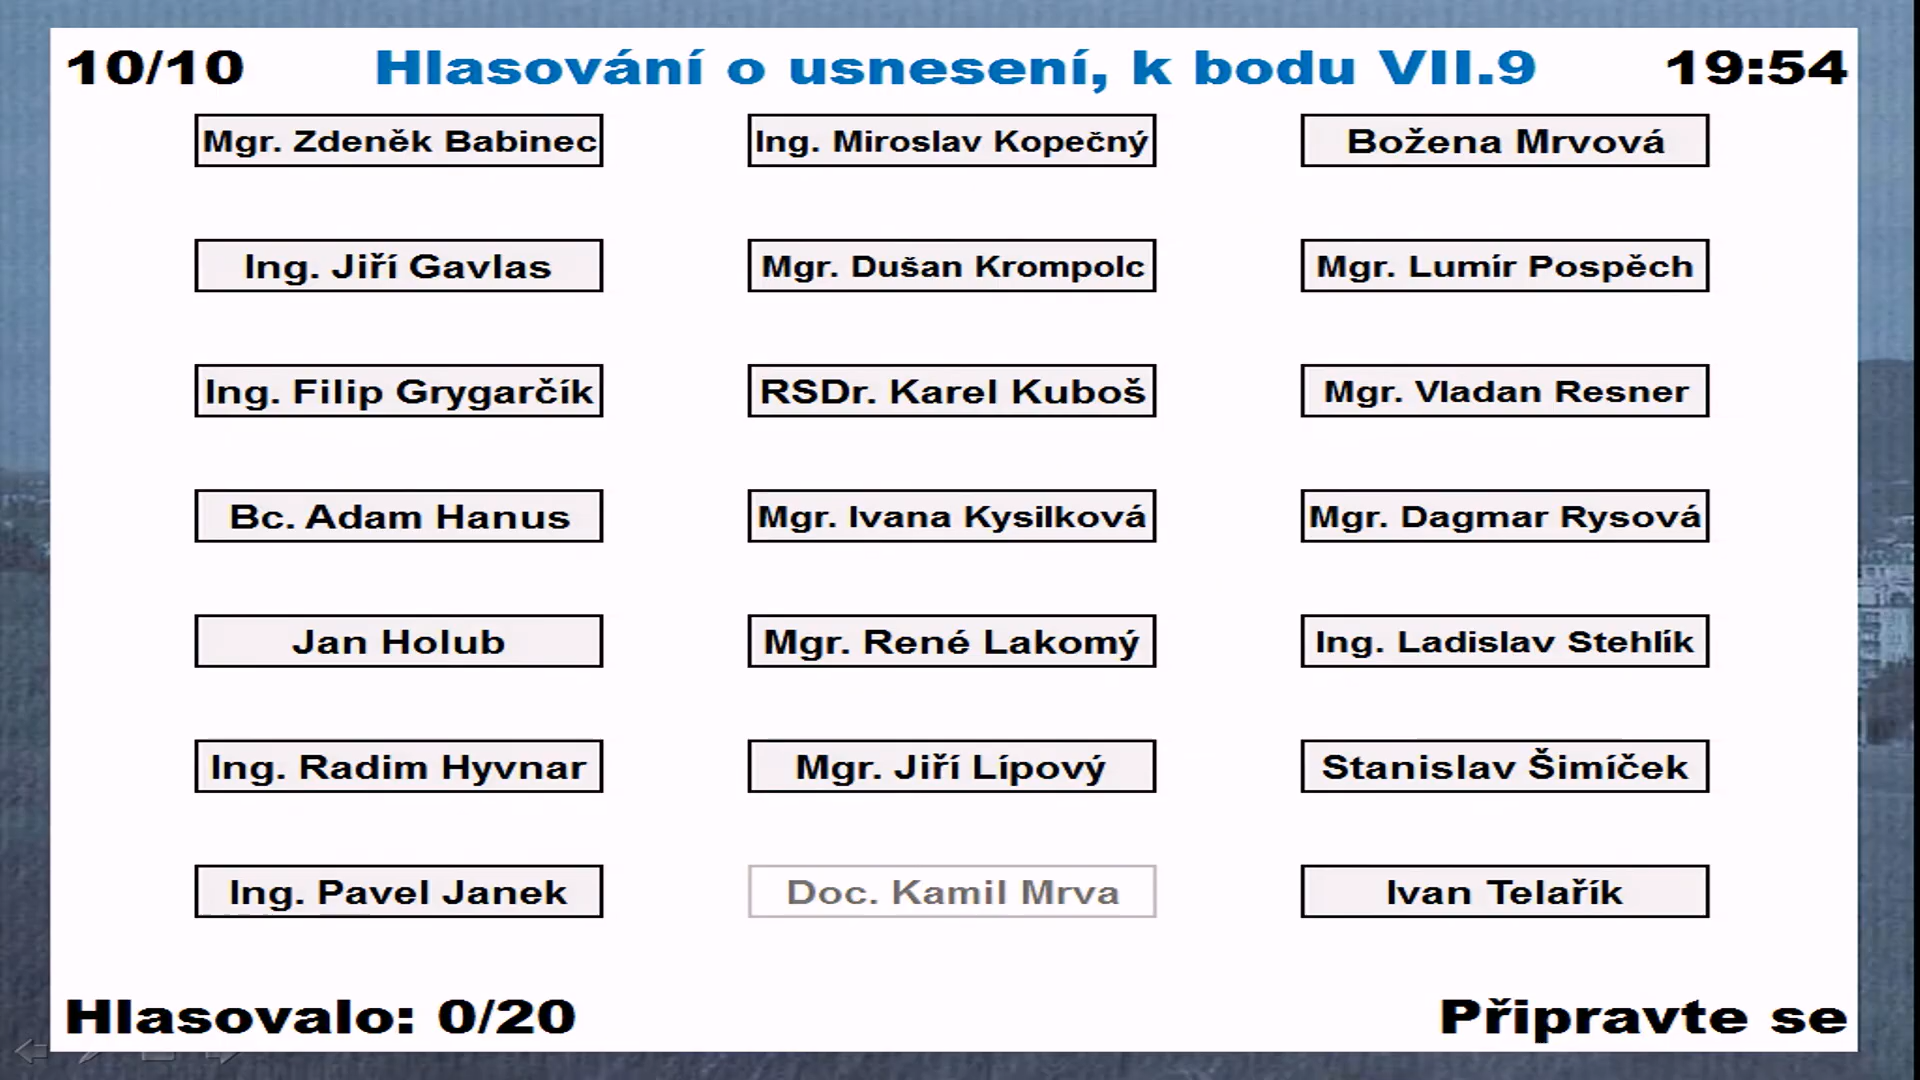 10/10 Hlasování o usnesení, k bodu VII.9 19:54
Mgr. Zdeněk Babinec Ing. Miroslav Kopečný Božena Mrvová
Ing. Jiří Gavlas Mgr. Dušan Krompolc Mgr. Lumír Pospěch
Ing. Filip Grygarčík RSDr. Karel Kuboš Mgr. Vladan Resner
Bc. Adam Hanus Mgr. Ivana Kysilková Mgr. Dagmar Rysová
Jan Holub Mgr. René Lakomý Ing. Ladislav Stehlík
Ing. Radim Hyvnar Mgr. Jiří Lípový Stanislav Šimíček
Ing. Pavel Janek Doc. Kamil Mrva Ivan Telařík
Hlasovalo: 0/20 Připravte se